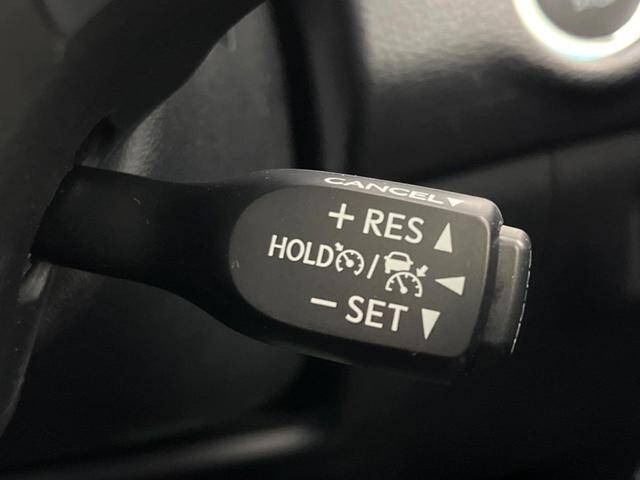 CANCEL▼
+ RES ▲
HOLD / ◀
− SET ▼